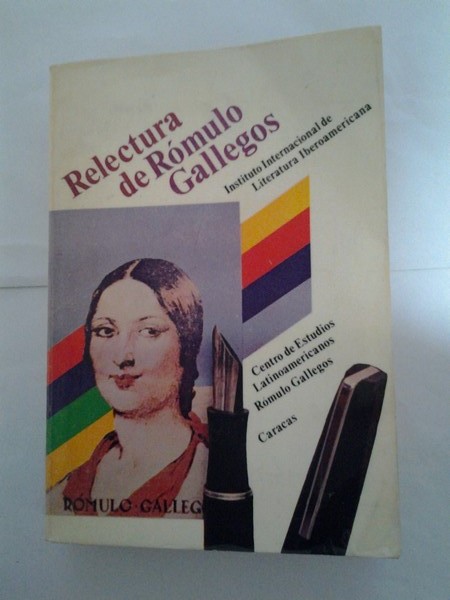 Relectura
de Rómulo
Gallegos
Instituto Internacional de
Literatura Iberoamericana
Centro de Estudios
Latinoamericanos
Rómulo Gallegos
Caracas
RÓMULO·GALLEG